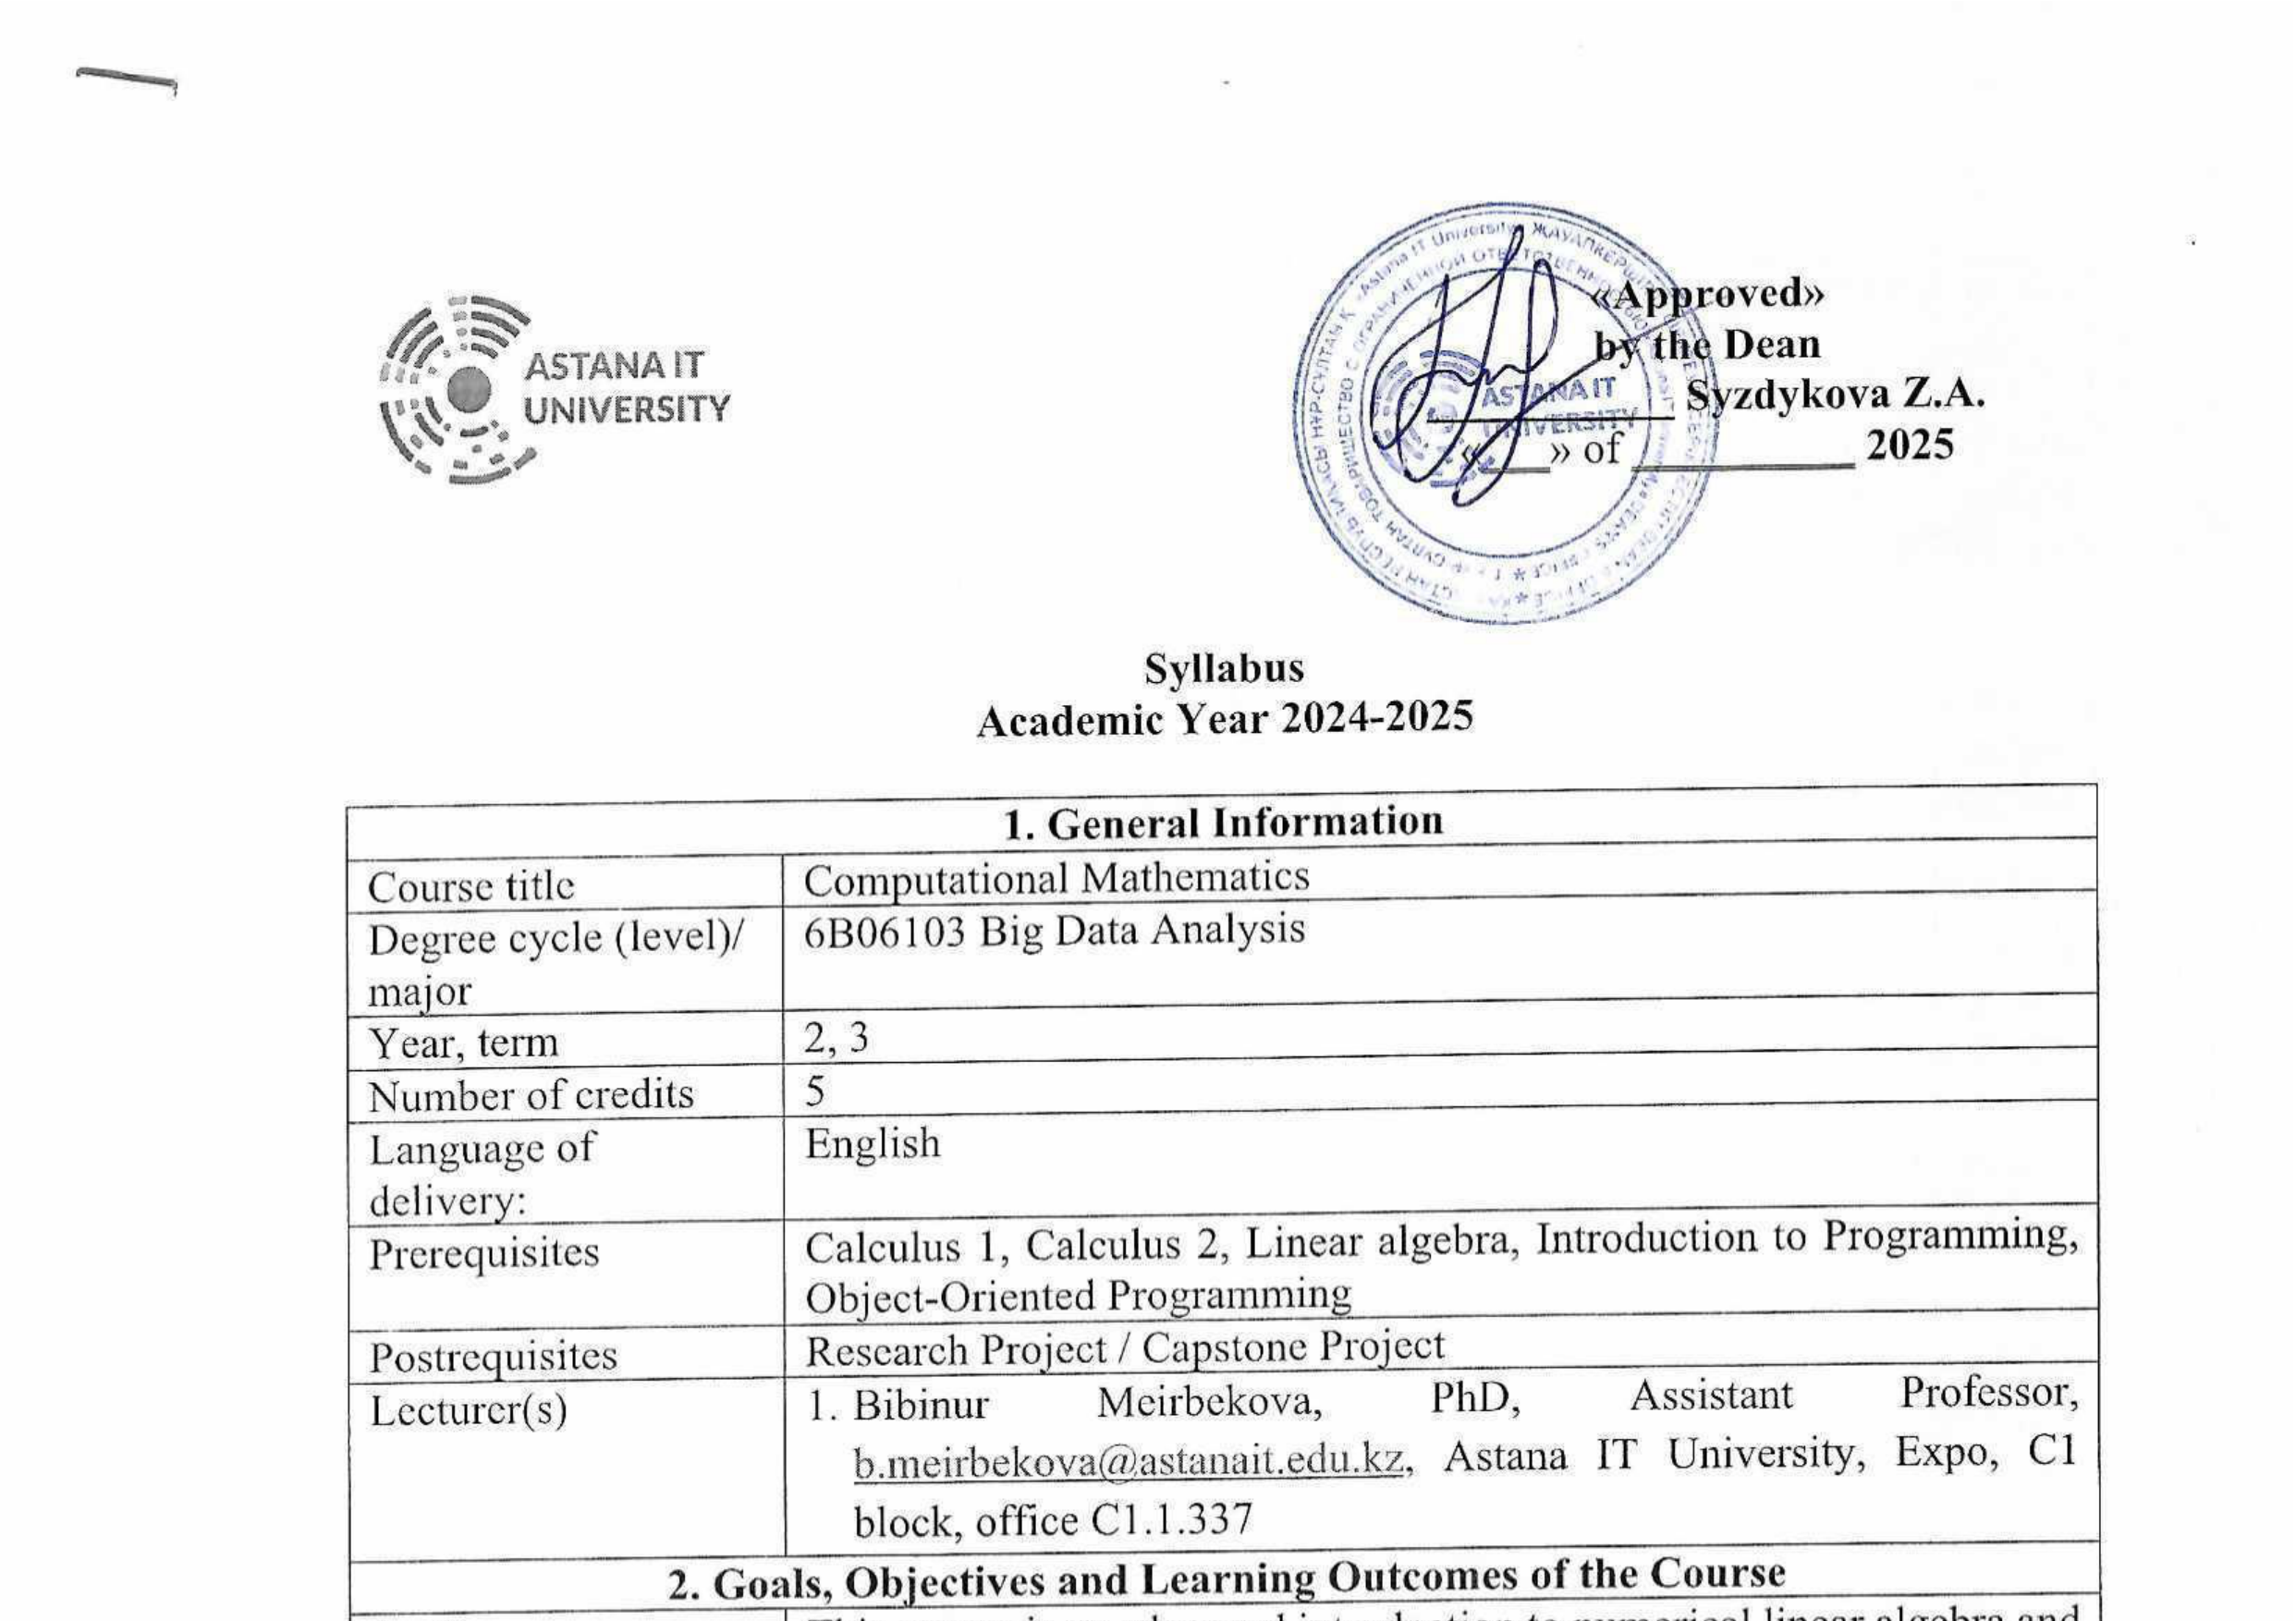 ASTANA IT
UNIVERSITY
«Approved»
by the Dean
Syzdykova Z.A.
«___» of __________ 2025
ASTANA IT
UNIVERSITY
Syllabus
Academic Year 2024-2025
1. General Information
Course title
Computational Mathematics
Degree cycle (level)/
major
6B06103 Big Data Analysis
Year, term
2, 3
Number of credits
5
Language of
delivery:
English
Prerequisites
Calculus 1, Calculus 2, Linear algebra, Introduction to Programming,
Object-Oriented Programming
Postrequisites
Research Project / Capstone Project
Lecturer(s)
1. Bibinur Meirbekova, PhD, Assistant Professor,
b.meirbekova@astanait.edu.kz, Astana IT University, Expo, C1
block, office C1.1.337
2. Goals, Objectives and Learning Outcomes of the Course